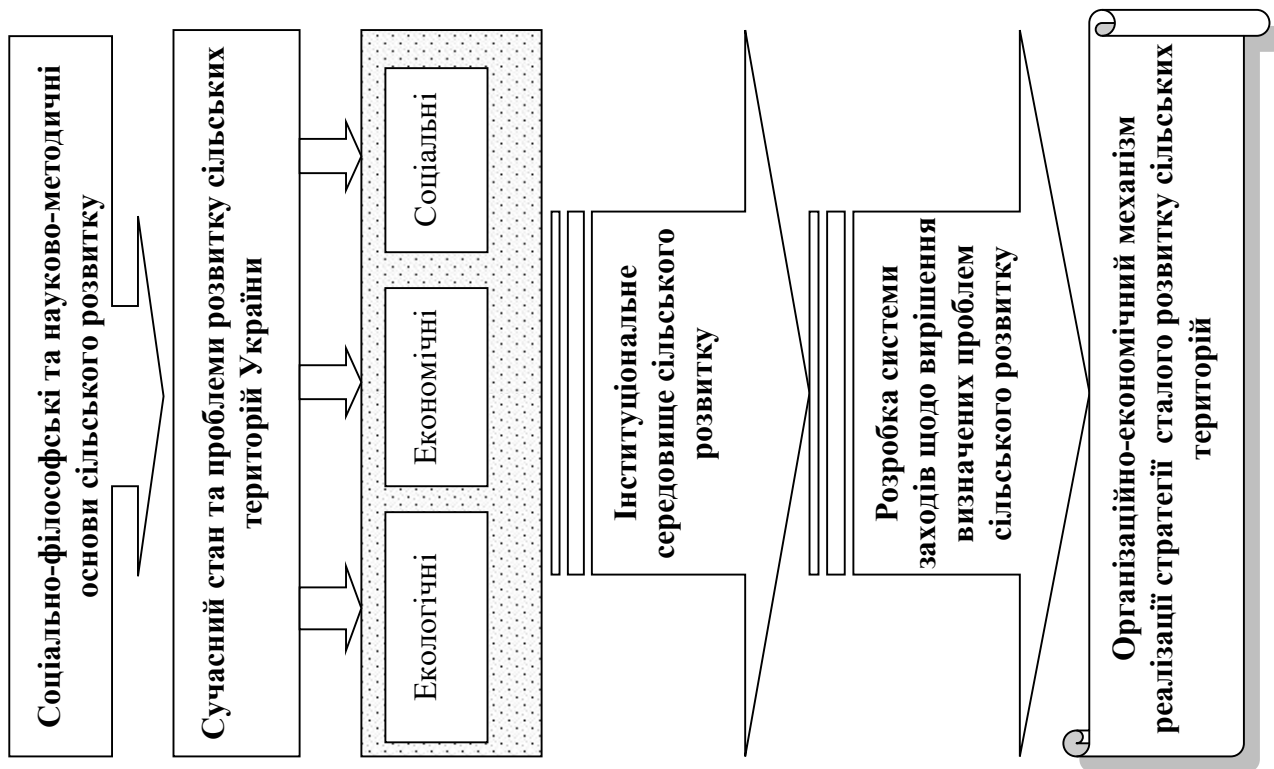 Соціально-філософські та науково-методичні
основи сільського розвитку
Сучасний стан та проблеми розвитку сільських
територій України
Екологічні
Економічні
Соціальні
Інституціональне
середовище сільського
розвитку
Розробка системи
заходів щодо вирішення
визначених проблем
сільського розвитку
Організаційно-економічний механізм
реалізації стратегії сталого розвитку сільських
територій